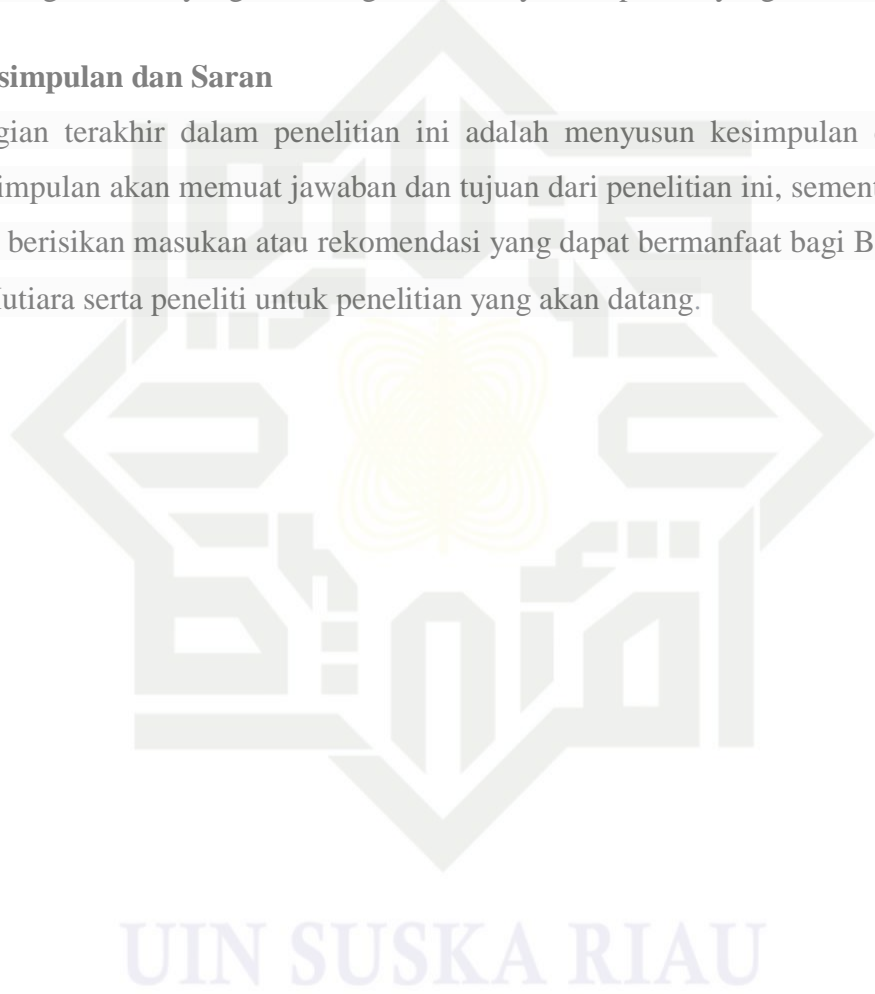 simpulan dan Saran
gian terakhir dalam penelitian ini adalah menyusun kesimpulan
impulan akan memuat jawaban dan tujuan dari penelitian ini, sement
berisikan masukan atau rekomendasi yang dapat bermanfaat bagi B
utiara serta peneliti untuk penelitian yang akan datang.
UIN SUSKA RIAU